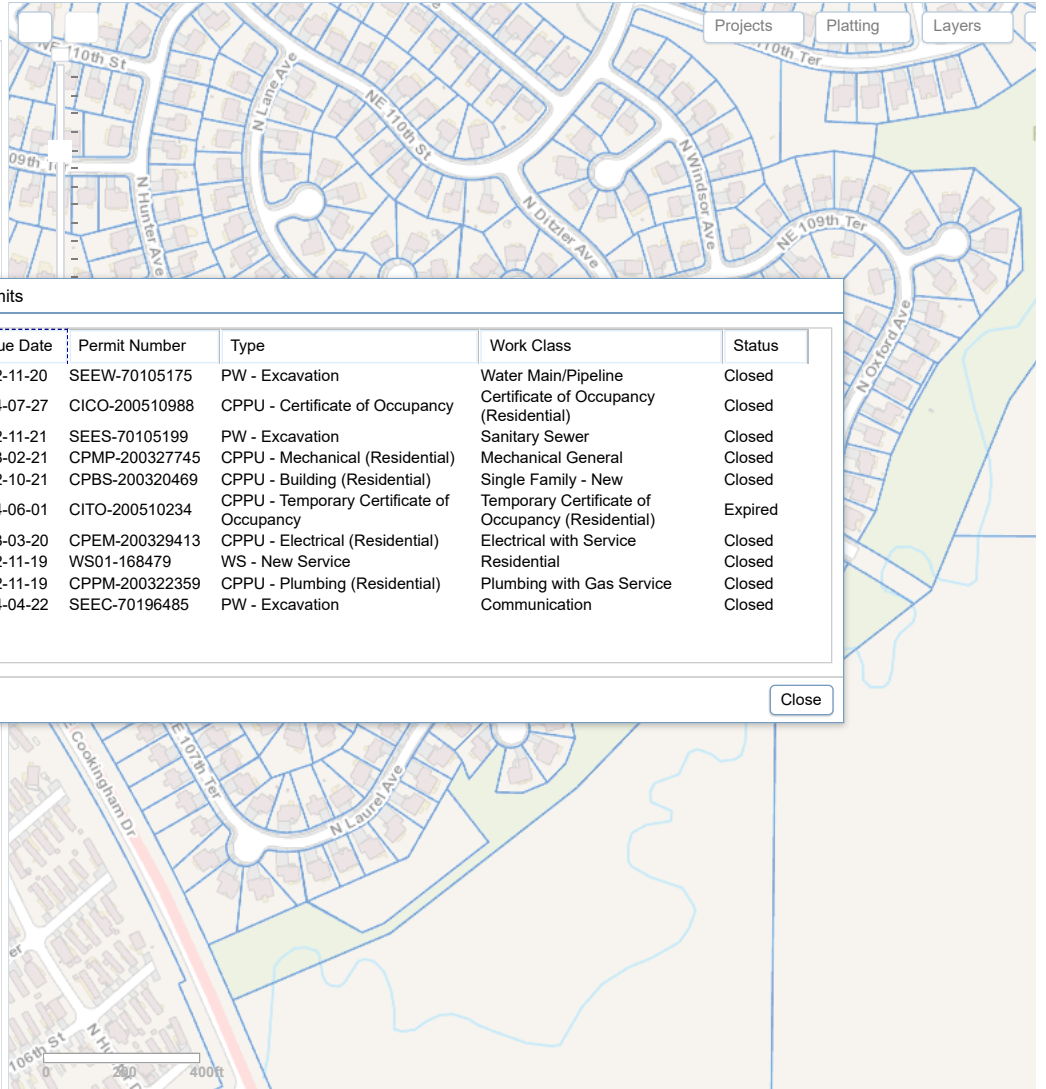 Projects
Platting
Layers
NE 110th St
110th Ter
N Lane Ave
NE 110th St
09th Ter
N Hunter Ave
N Windsor Ave
N Ditzler Ave
NE 109th Ter
N Oxford Ave
nits
ue Date Permit Number Type Work Class Status
2-11-20 SEEW-70105175 PW - Excavation Water Main/Pipeline Closed
4-07-27 CICO-200510988 CPPU - Certificate of Occupancy Certificate of Occupancy
(Residential) Closed
2-11-21 SEES-70105199 PW - Excavation Sanitary Sewer Closed
3-02-21 CPMP-200327745 CPPU - Mechanical (Residential) Mechanical General Closed
2-10-21 CPBS-200320469 CPPU - Building (Residential) Single Family - New Closed
4-06-01 CITO-200510234 CPPU - Temporary Certificate of Temporary Certificate of Expired
Occupancy Occupancy (Residential)
3-03-20 CPEM-200329413 CPPU - Electrical (Residential) Electrical with Service Closed
2-11-19 WS01-168479 WS - New Service Residential Closed
2-11-19 CPPM-200322359 CPPU - Plumbing (Residential) Plumbing with Gas Service Closed
4-04-22 SEEC-70196485 PW - Excavation Communication Closed
Close
Cookingham Dr
E 107th Ter
N Laurel Ave
er
106th St
0 200 400ft